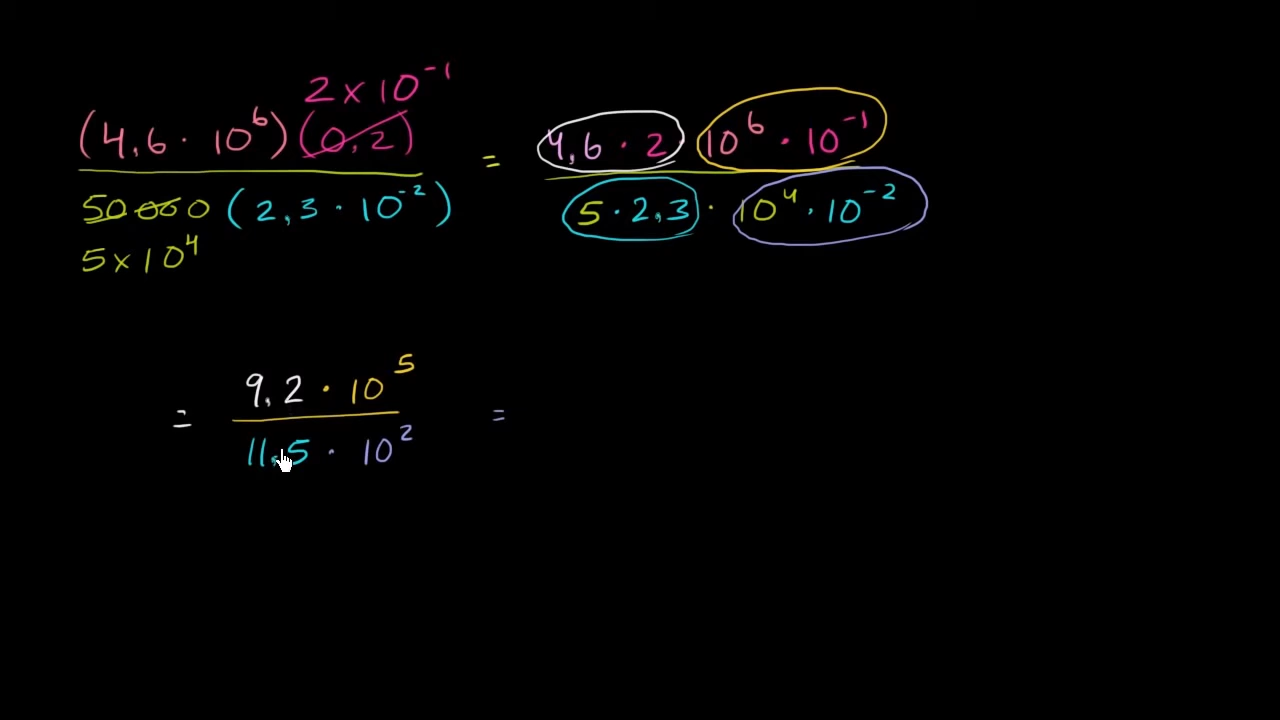 2 × 10⁻¹
(4,6 · 10⁶)(0,2) = 4,6 · 2 10⁶ · 10⁻¹
50 000 (2,3 · 10⁻²) 5 · 2,3 · 10⁴ · 10⁻²
5 × 10⁴
= 9,2 · 10⁵ =
11,5 · 10²